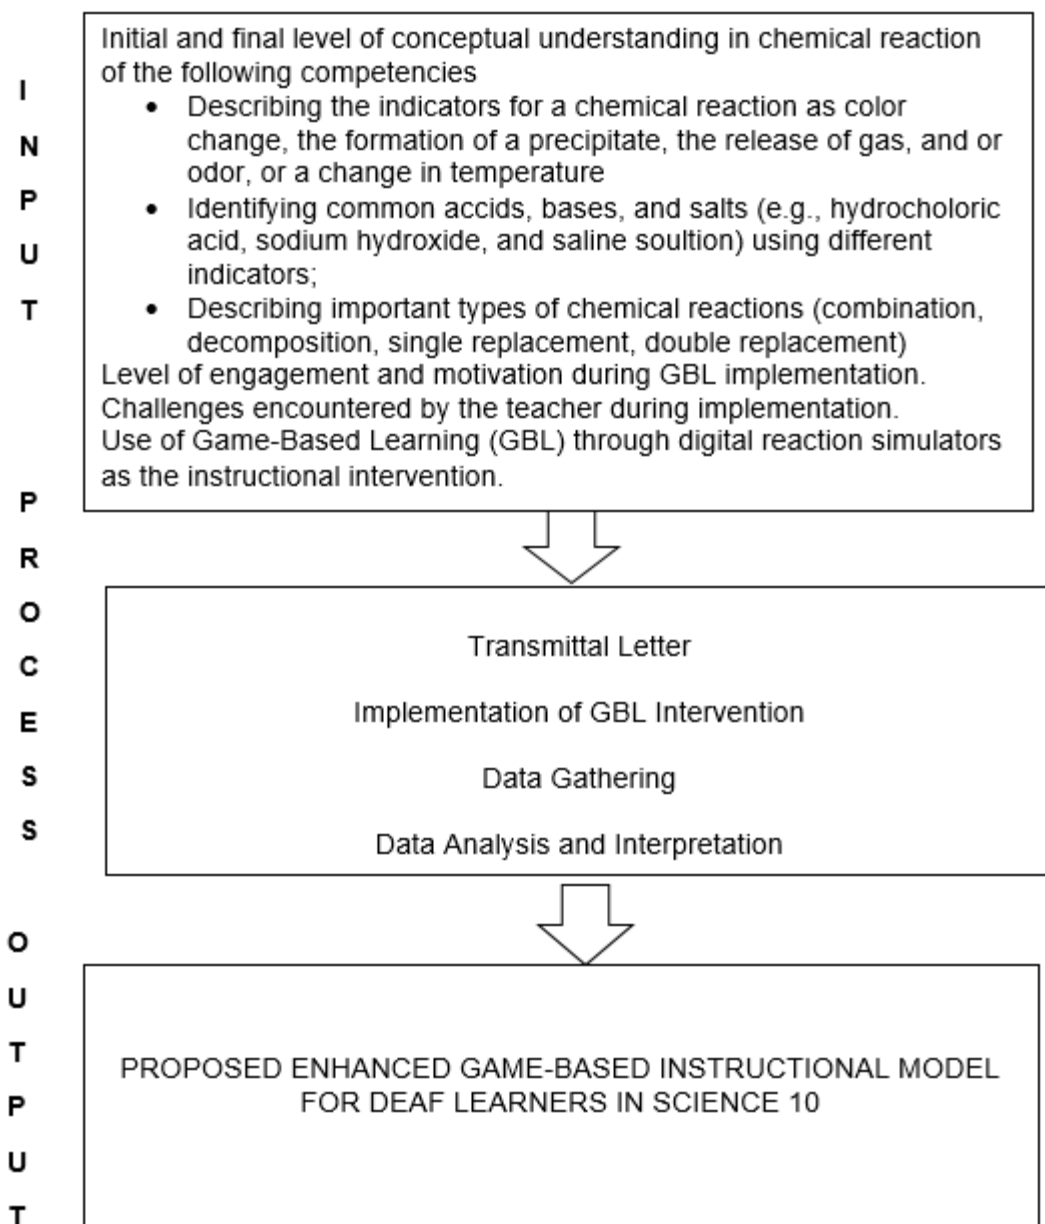 INPUT
Initial and final level of conceptual understanding in chemical reaction
of the following competencies
• Describing the indicators for a chemical reaction as color
change, the formation of a precipitate, the release of gas, and or
odor, or a change in temperature
• Identifying common accids, bases, and salts (e.g., hydrocholoric
acid, sodium hydroxide, and saline soultion) using different
indicators;
• Describing important types of chemical reactions (combination,
decomposition, single replacement, double replacement)
Level of engagement and motivation during GBL implementation.
Challenges encountered by the teacher during implementation.
Use of Game-Based Learning (GBL) through digital reaction simulators
as the instructional intervention.
PROCESS
Transmittal Letter
Implementation of GBL Intervention
Data Gathering
Data Analysis and Interpretation
OUTPUT
PROPOSED ENHANCED GAME-BASED INSTRUCTIONAL MODEL
FOR DEAF LEARNERS IN SCIENCE 10